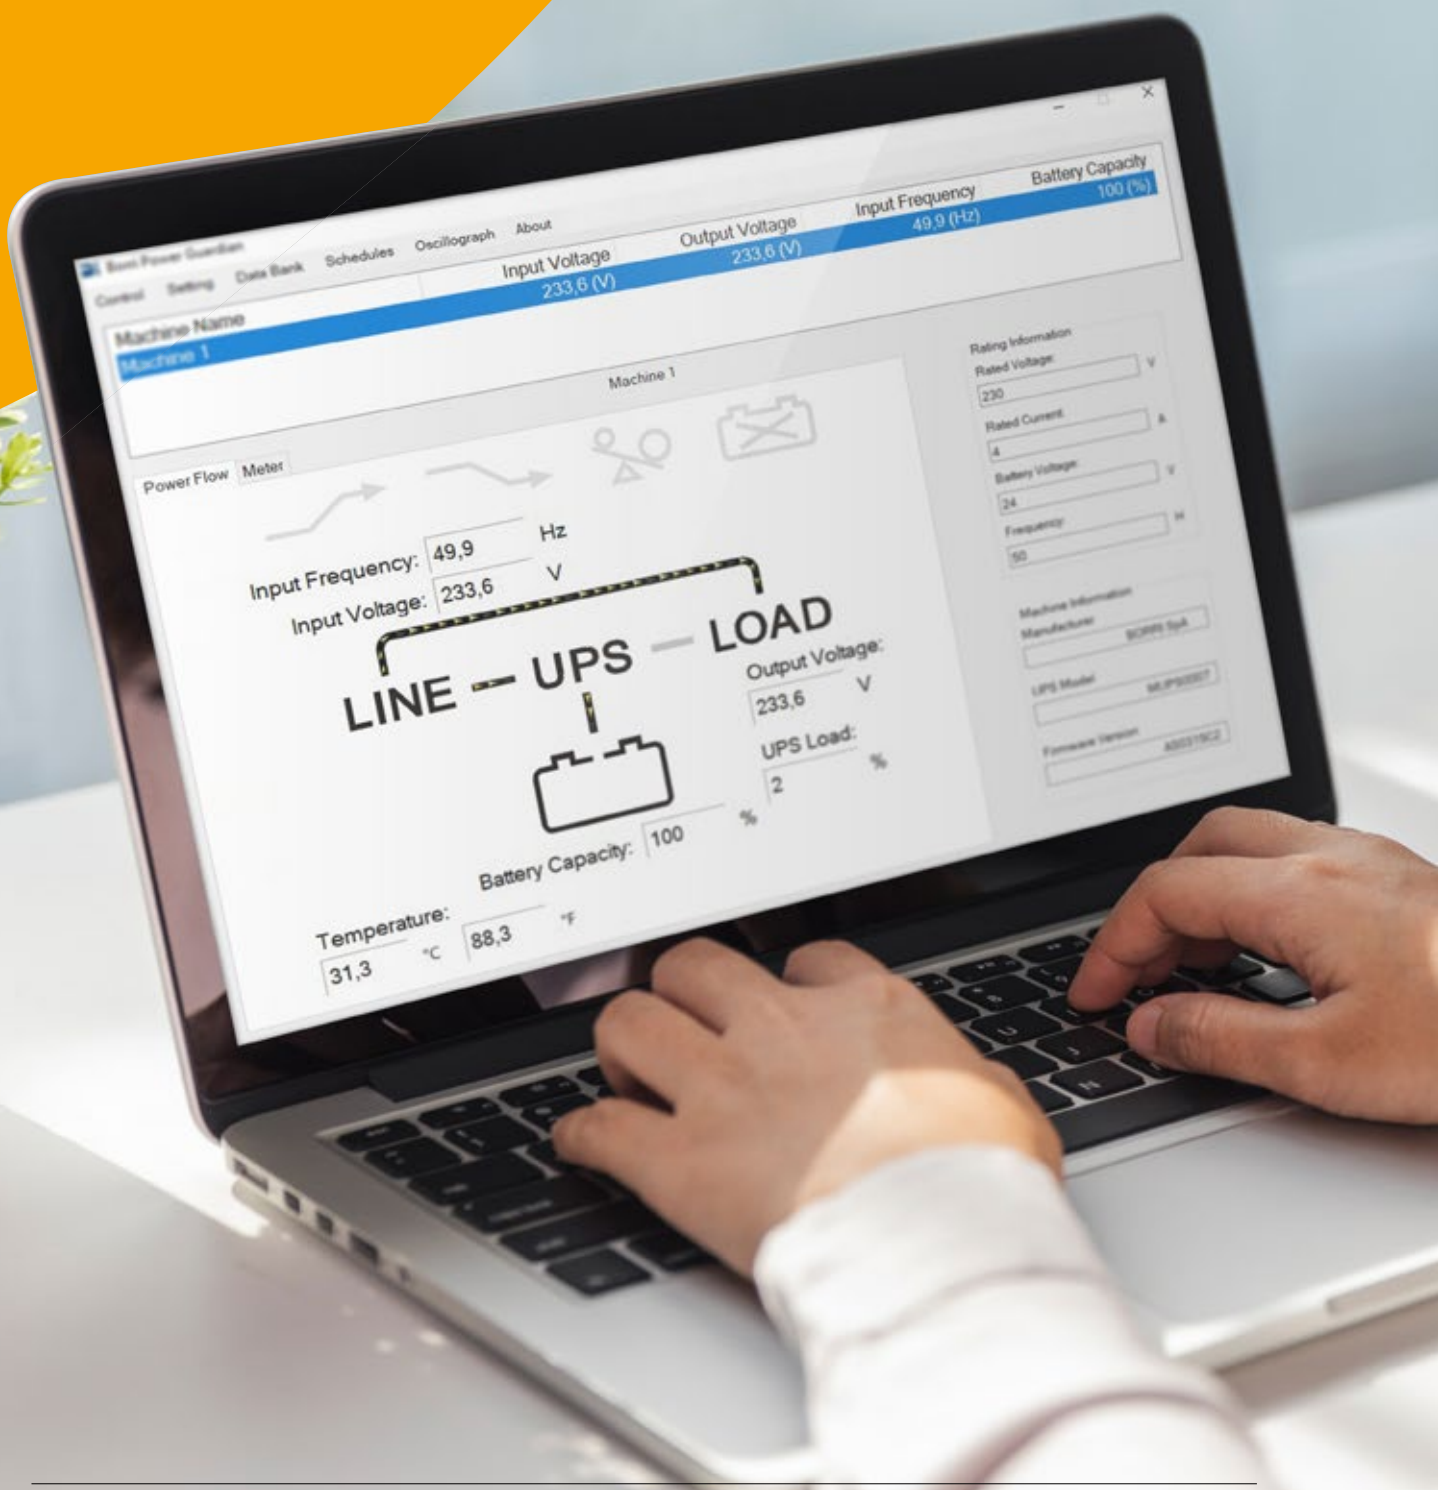 Borri Power Guardian
Control Setting Data Bank Schedules Oscillograph About
Machine Name Input Voltage Output Voltage Input Frequency Battery Capacity
Machine 1 233,6 (V) 233,6 (V) 49,9 (Hz) 100 (%)
Machine 1
Power Flow Meter
Input Frequency: 49,9 Hz
Input Voltage: 233,6 V
LINE UPS LOAD
Output Voltage:
233,6 V
UPS Load:
2 %
Battery Capacity: 100 %
Temperature:
31,3 °C 88,3 °F
Rating Information
Rated Voltage:
230 V
Rated Current:
4 A
Battery Voltage:
24 V
Frequency:
50 H
Machine Information
Manufacturer
BORRI SpA
UPS Model
Firmware Version